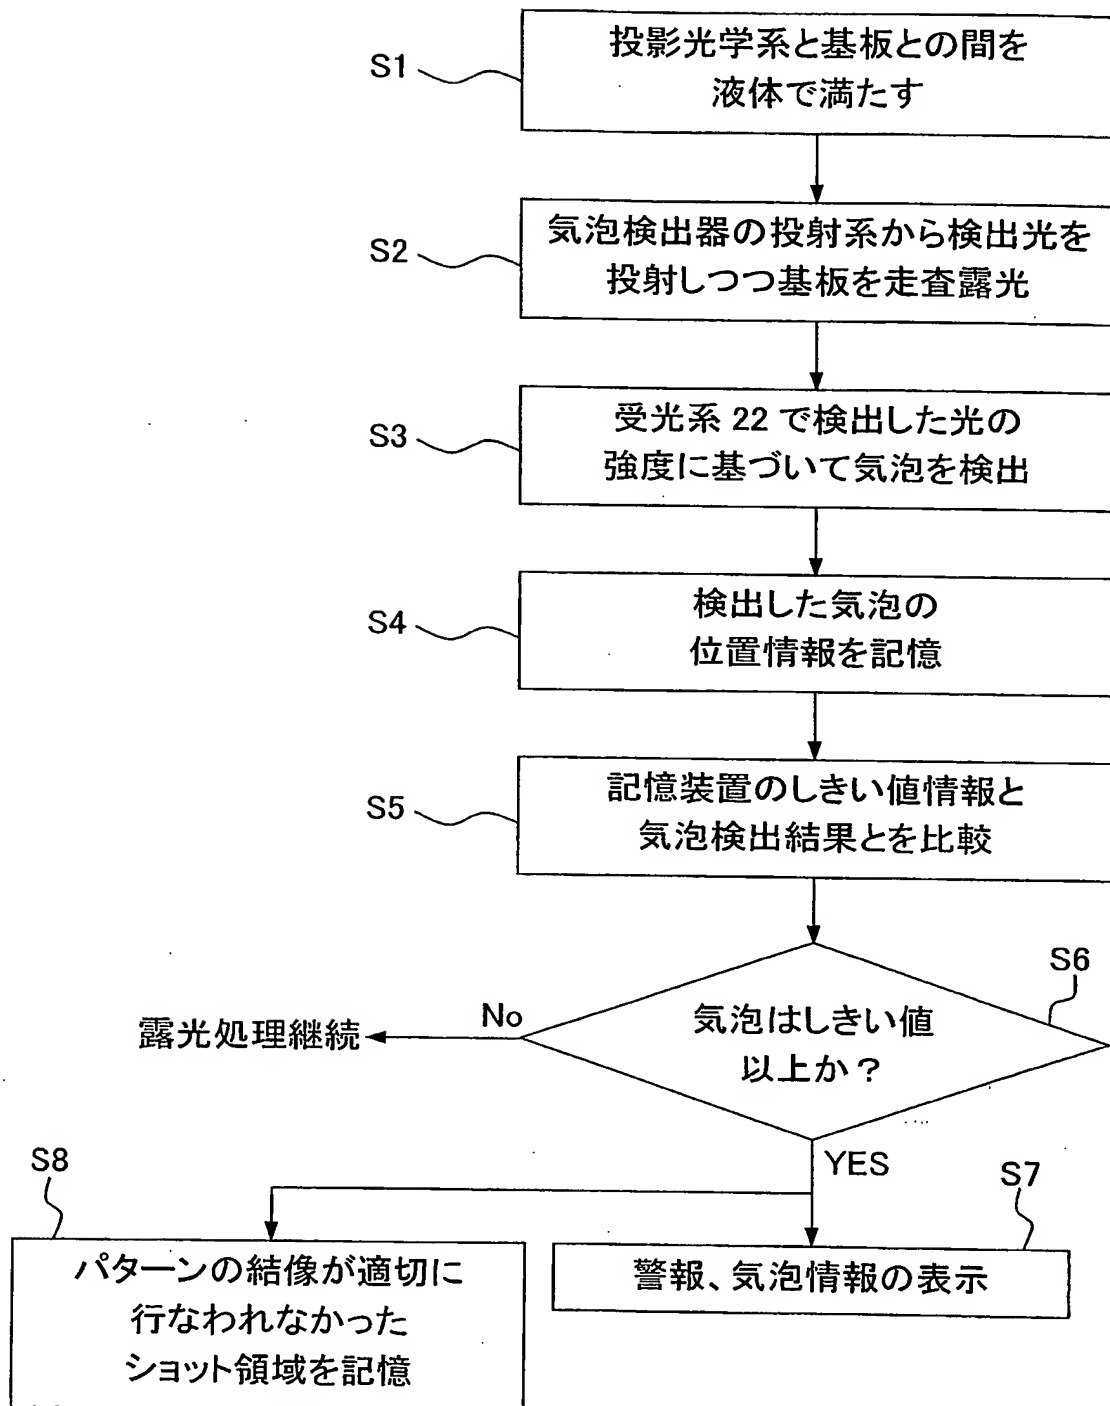 S1
投影光学系と基板との間を
液体で満たす
S2
気泡検出器の投射系から検出光を
投射しつつ基板を走査露光
S3
受光系 22 で検出した光の
強度に基づいて気泡を検出
S4
検出した気泡の
位置情報を記憶
S5
記憶装置のしきい値情報と
気泡検出結果とを比較
S6
気泡はしきい値
以上か？
No
露光処理継続
YES
S8
S7
パターンの結像が適切に
行なわれなかった
ショット領域を記憶
警報、気泡情報の表示